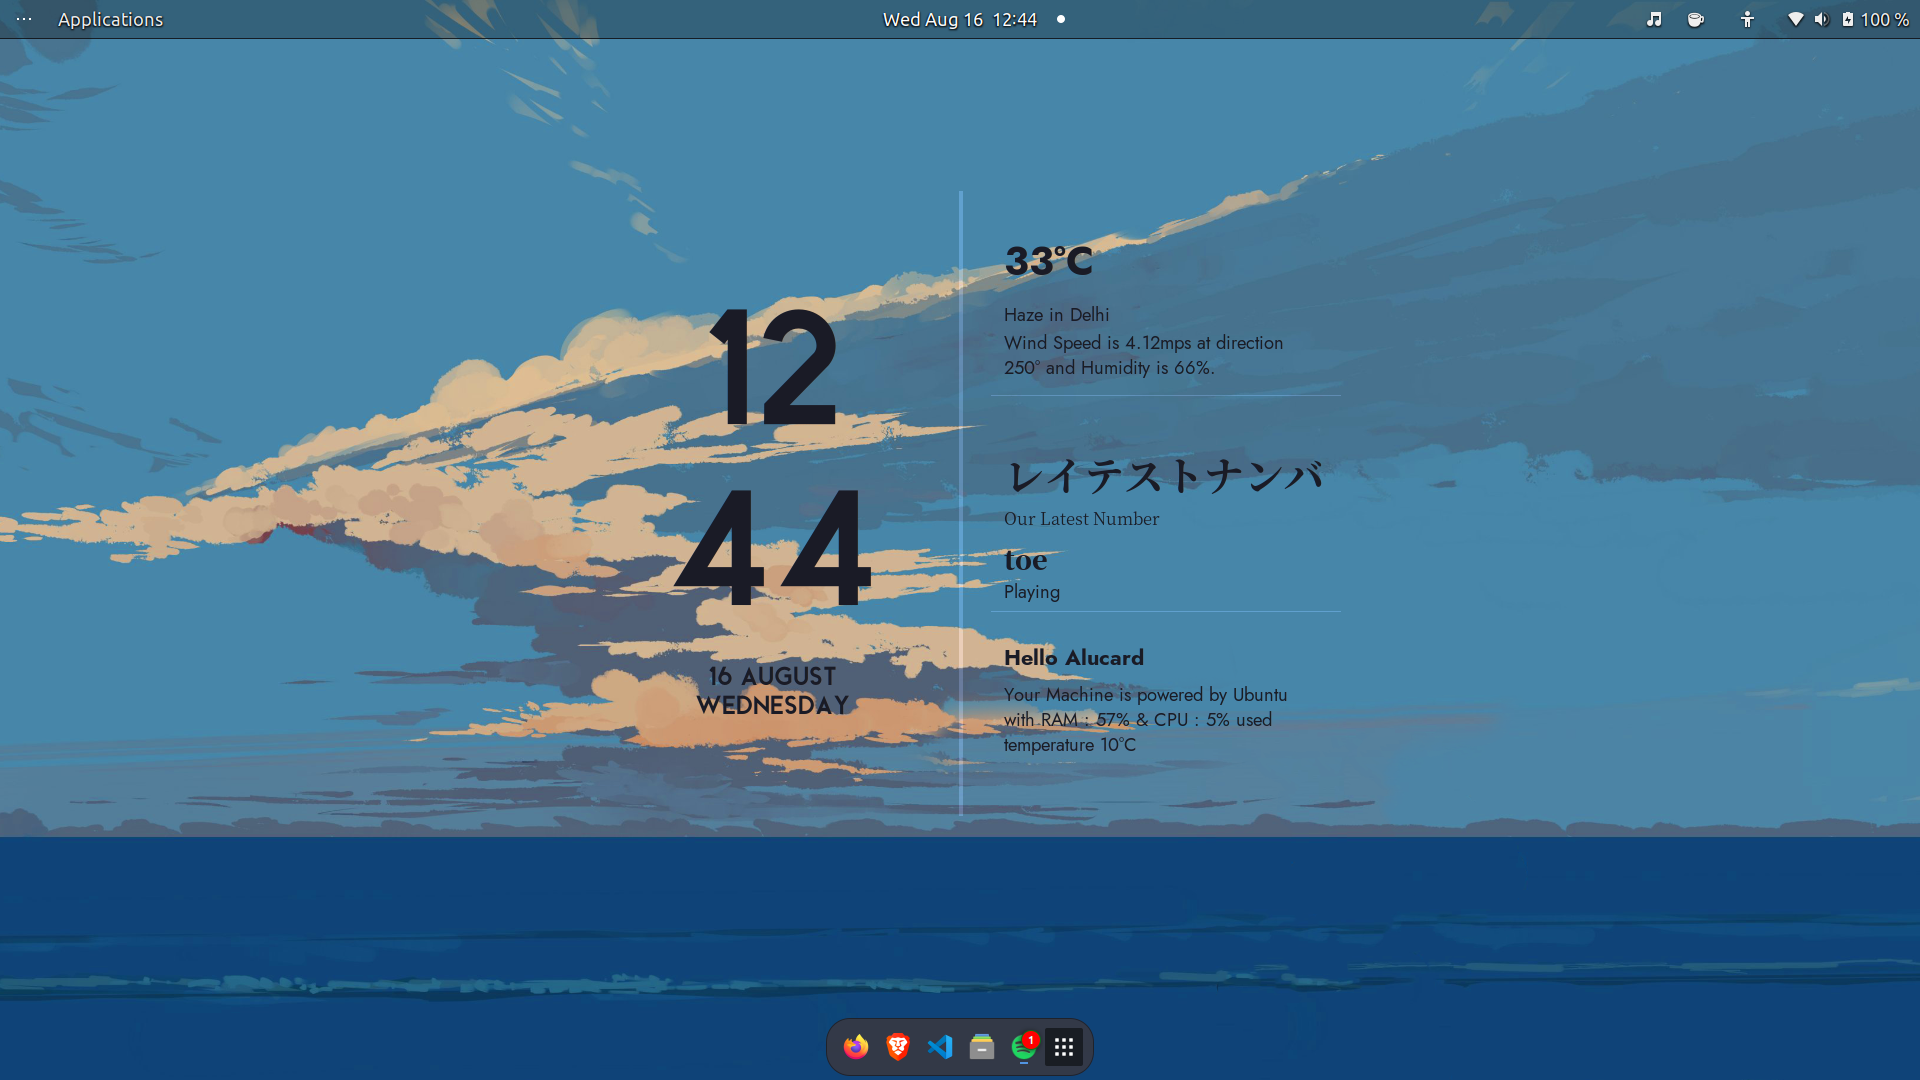 Applications
Wed Aug 16 12:44
100 %
12
44
16 AUGUST
WEDNESDAY
33°C
Haze in Delhi
Wind Speed is 4.12mps at direction
250° and Humidity is 66%.
レイテストナンバ
Our Latest Number
toe
Playing
Hello Alucard
Your Machine is powered by Ubuntu
with RAM : 57% & CPU : 5% used
temperature 10°C
1